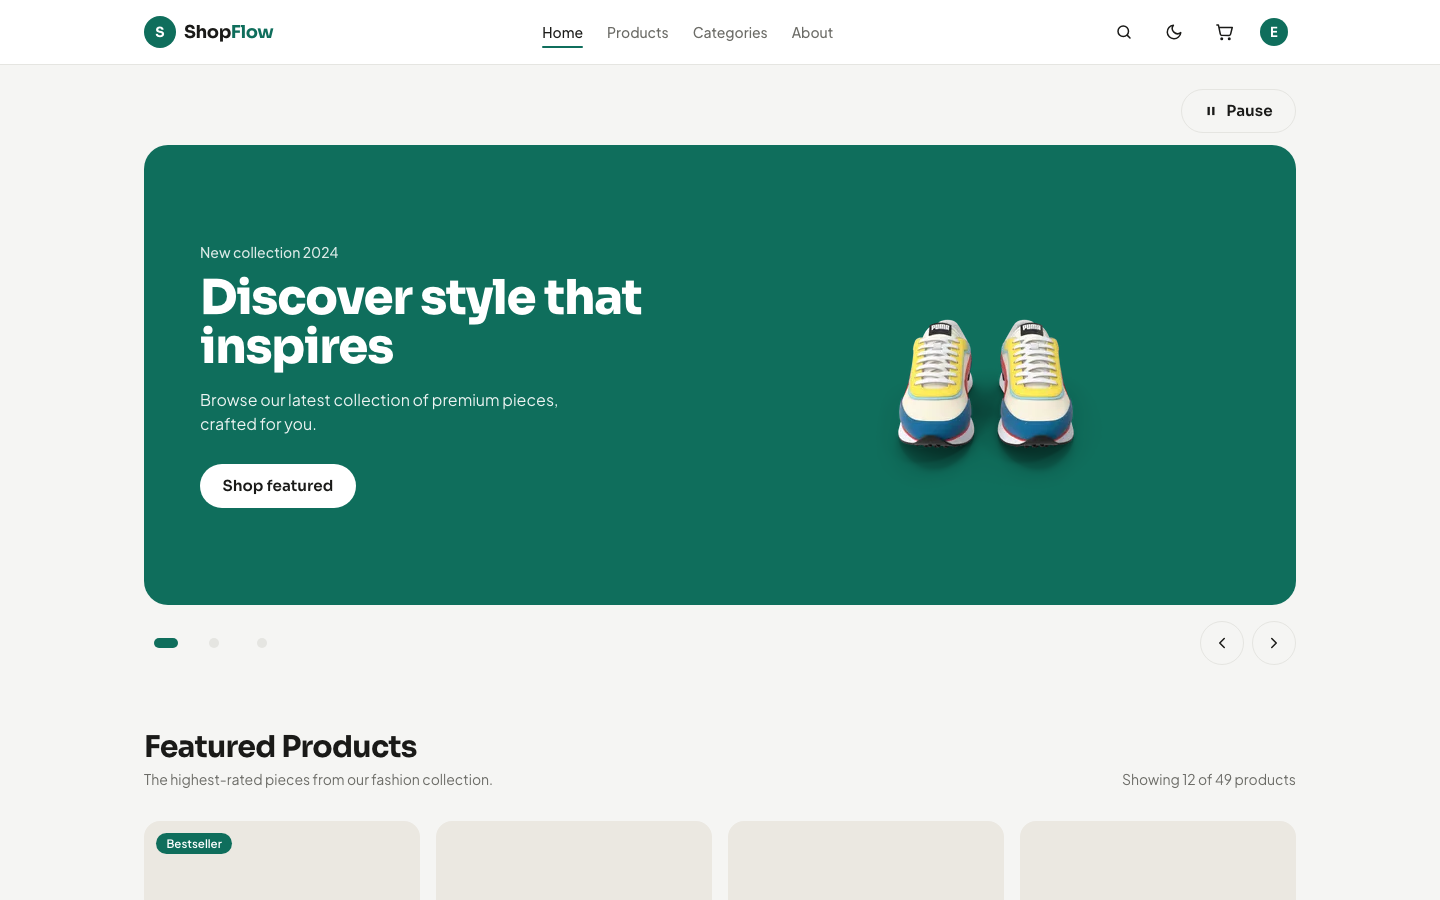 S ShopFlow
Home Products Categories About
E
Pause
New collection 2024
Discover style that
inspires
Browse our latest collection of premium pieces,
crafted for you.
Shop featured
PUMA PUMA
Featured Products
The highest-rated pieces from our fashion collection.
Showing 12 of 49 products
Bestseller